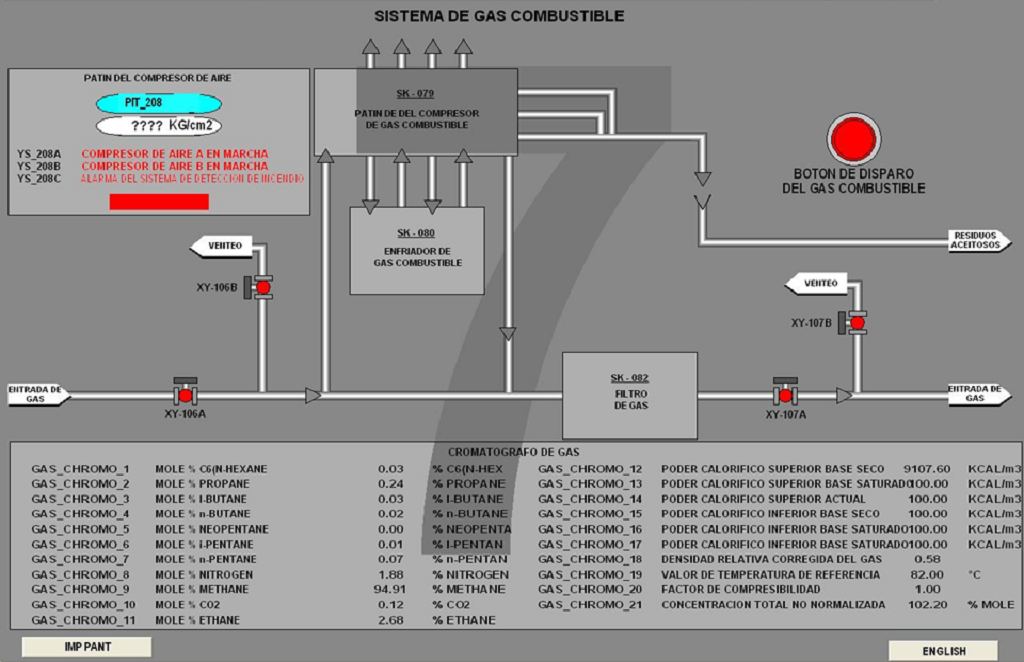 SISTEMA DE GAS COMBUSTIBLE
PATIN DEL COMPRESOR DE AIRE
PIT_208
???? KG/cm2
YS_208A COMPRESOR DE AIRE A EN MARCHA
YS_208B COMPRESOR DE AIRE B EN MARCHA
YS_208C ALARMA DEL SISTEMA DE DETECCION DE INCENDIO
SK - 079
PATIN DE DEL COMPRESOR
DE GAS COMBUSTIBLE
SK - 080
ENFRIADOR DE
GAS COMBUSTIBLE
BOTON DE DISPARO
DEL GAS COMBUSTIBLE
RESIDUOS
ACEITOSOS
VENTEO
XY-106B
VENTEO
XY-107B
ENTRADA DE
GAS
XY-106A
SK - 082
FILTRO
DE GAS
XY-107A
ENTRADA DE
GAS
CROMATOGRAFO DE GAS
GAS_CHROMO_1 MOLE % C6(N-HEXANE 0.03 % C6(N-HEX GAS_CHROMO_12 PODER CALORIFICO SUPERIOR BASE SECO 9107.60 KCAL/m3
GAS_CHROMO_2 MOLE % PROPANE 0.24 % PROPANE GAS_CHROMO_13 PODER CALORIFICO SUPERIOR BASE SATURADO 100.00 KCAL/m3
GAS_CHROMO_3 MOLE % I-BUTANE 0.03 % I-BUTANE GAS_CHROMO_14 PODER CALORIFICO SUPERIOR ACTUAL 100.00 KCAL/m3
GAS_CHROMO_4 MOLE % n-BUTANE 0.02 % n-BUTANE GAS_CHROMO_15 PODER CALORIFICO INFERIOR BASE SECO 100.00 KCAL/m3
GAS_CHROMO_5 MOLE % NEOPENTANE 0.00 % NEOPENTA GAS_CHROMO_16 PODER CALORIFICO INFERIOR BASE SATURADO 100.00 KCAL/m3
GAS_CHROMO_6 MOLE % i-PENTANE 0.01 % I-PENTAN GAS_CHROMO_17 PODER CALORIFICO INFERIOR BASE SATURADO 100.00 KCAL/m3
GAS_CHROMO_7 MOLE % n-PENTANE 0.07 % n-PENTAN GAS_CHROMO_18 DENSIDAD RELATIVA CORREGIDA DEL GAS 0.58
GAS_CHROMO_8 MOLE % NITROGEN 1.88 % NITROGEN GAS_CHROMO_19 VALOR DE TEMPERATURA DE REFERENCIA 82.00 °C
GAS_CHROMO_9 MOLE % METHANE 94.91 % METHANE GAS_CHROMO_20 FACTOR DE COMPRESIBILIDAD 1.00
GAS_CHROMO_10 MOLE % CO2 0.12 % CO2 GAS_CHROMO_21 CONCENTRACION TOTAL NO NORMALIZADA 102.20 % MOLE
GAS_CHROMO_11 MOLE % ETHANE 2.68 % ETHANE
IMP PANT
ENGLISH